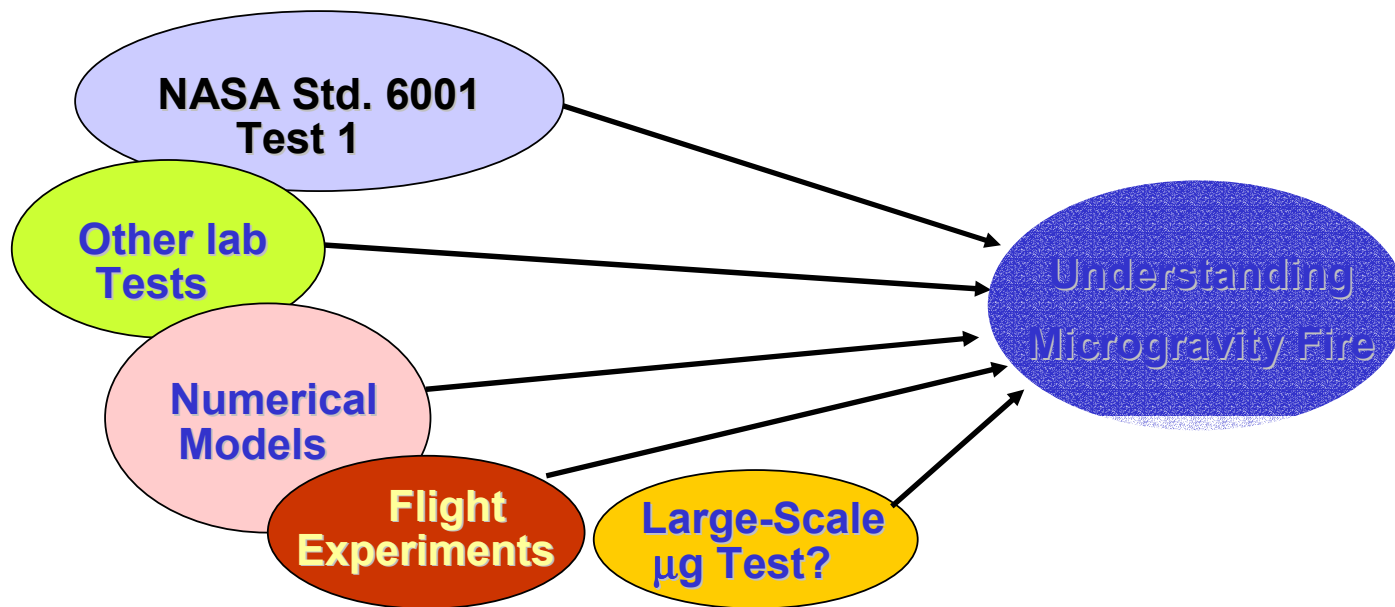 NASA Std. 6001
Test 1
Other lab
Tests
Numerical
Models
Flight
Experiments
Large-Scale
μg Test?
Understanding
Microgravity Fire